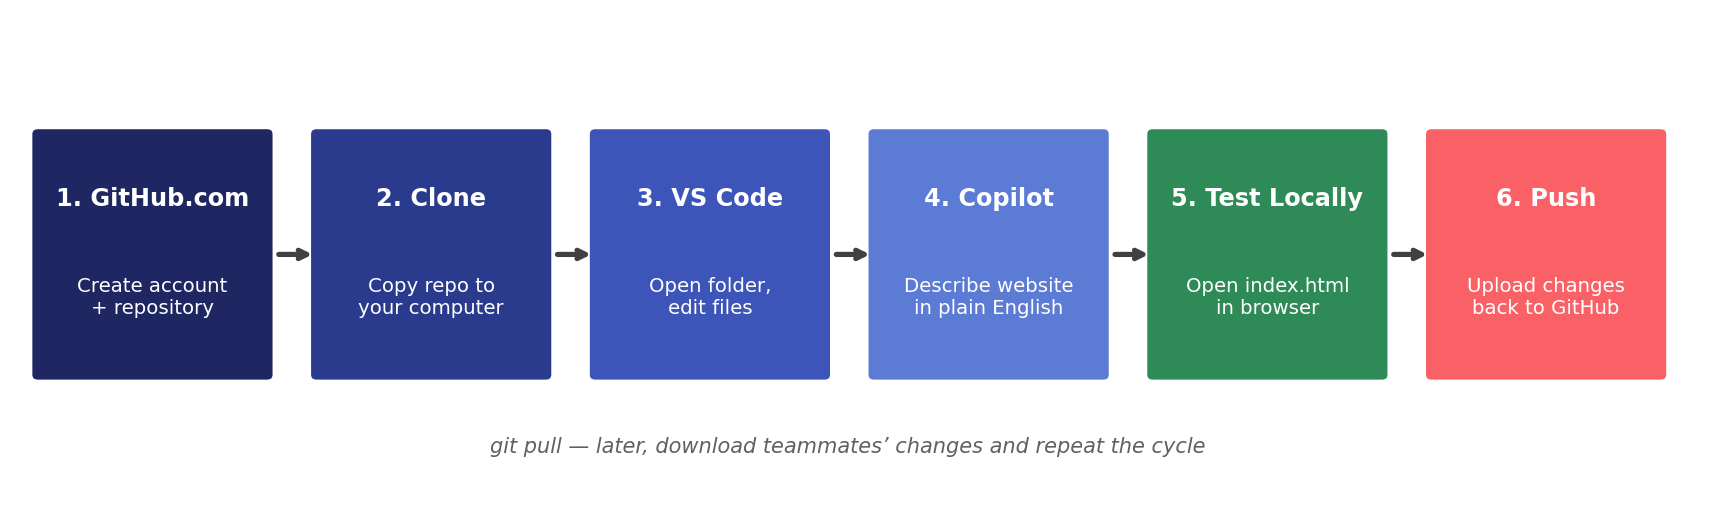 1. GitHub.com
Create account
+ repository
2. Clone
Copy repo to
your computer
3. VS Code
Open folder,
edit files
4. Copilot
Describe website
in plain English
5. Test Locally
Open index.html
in browser
6. Push
Upload changes
back to GitHub
git pull — later, download teammates’ changes and repeat the cycle